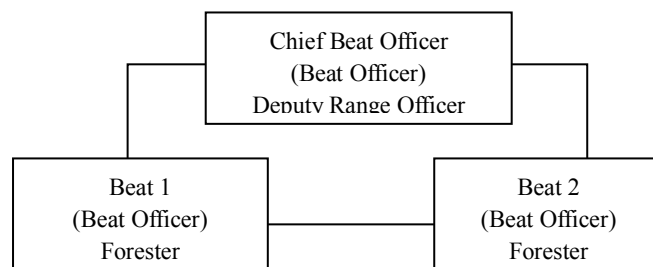 Chief Beat Officer
(Beat Officer)
Deputy Range Officer
Beat 1
(Beat Officer)
Forester
Beat 2
(Beat Officer)
Forester